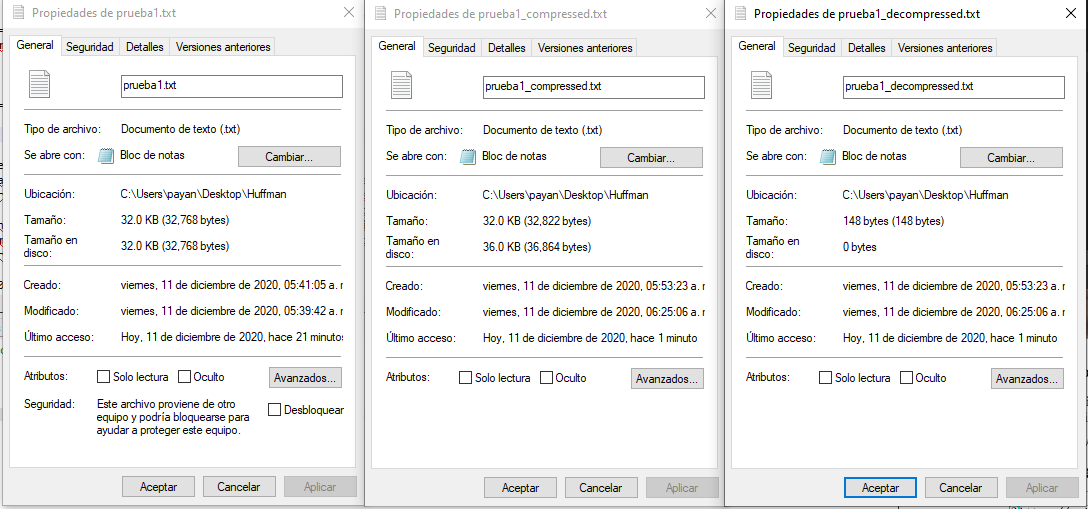 Propiedades de prueba1.txt
General Seguridad Detalles Versiones anteriores
prueba1.txt
Tipo de archivo: Documento de texto (.txt)
Se abre con: Bloc de notas Cambiar...
Ubicación: C:\Users\payan\Desktop\Huffman
Tamaño: 32.0 KB (32,768 bytes)
Tamaño en disco: 32.0 KB (32,768 bytes)
Creado: viernes, 11 de diciembre de 2020, 05:41:05 a. r
Modificado: viernes, 11 de diciembre de 2020, 05:39:42 a. r
Último acceso: Hoy, 11 de diciembre de 2020, hace 21 minutos
Atributos: Solo lectura Oculto Avanzados...
Seguridad: Este archivo proviene de otro
equipo y podría bloquearse para
ayudar a proteger este equipo.
Desbloquear
Aceptar Cancelar Aplicar
Propiedades de prueba1_compressed.txt
General Seguridad Detalles Versiones anteriores
prueba1_compressed.txt
Tipo de archivo: Documento de texto (.txt)
Se abre con: Bloc de notas Cambiar...
Ubicación: C:\Users\payan\Desktop\Huffman
Tamaño: 32.0 KB (32,822 bytes)
Tamaño en disco: 36.0 KB (36,864 bytes)
Creado: viernes, 11 de diciembre de 2020, 05:53:23 a. r
Modificado: viernes, 11 de diciembre de 2020, 06:25:06 a. r
Último acceso: Hoy, 11 de diciembre de 2020, hace 1 minuto
Atributos: Solo lectura Oculto Avanzados...
Aceptar Cancelar Aplicar
Propiedades de prueba1_decompressed.txt
General Seguridad Detalles Versiones anteriores
prueba1_decompressed.txt
Tipo de archivo: Documento de texto (.txt)
Se abre con: Bloc de notas Cambiar...
Ubicación: C:\Users\payan\Desktop\Huffman
Tamaño: 148 bytes (148 bytes)
Tamaño en disco: 0 bytes
Creado: viernes, 11 de diciembre de 2020, 05:53:23 a. r
Modificado: viernes, 11 de diciembre de 2020, 06:25:06 a. r
Último acceso: Hoy, 11 de diciembre de 2020, hace 1 minuto
Atributos: Solo lectura Oculto Avanzados...
Aceptar Cancelar Aplicar